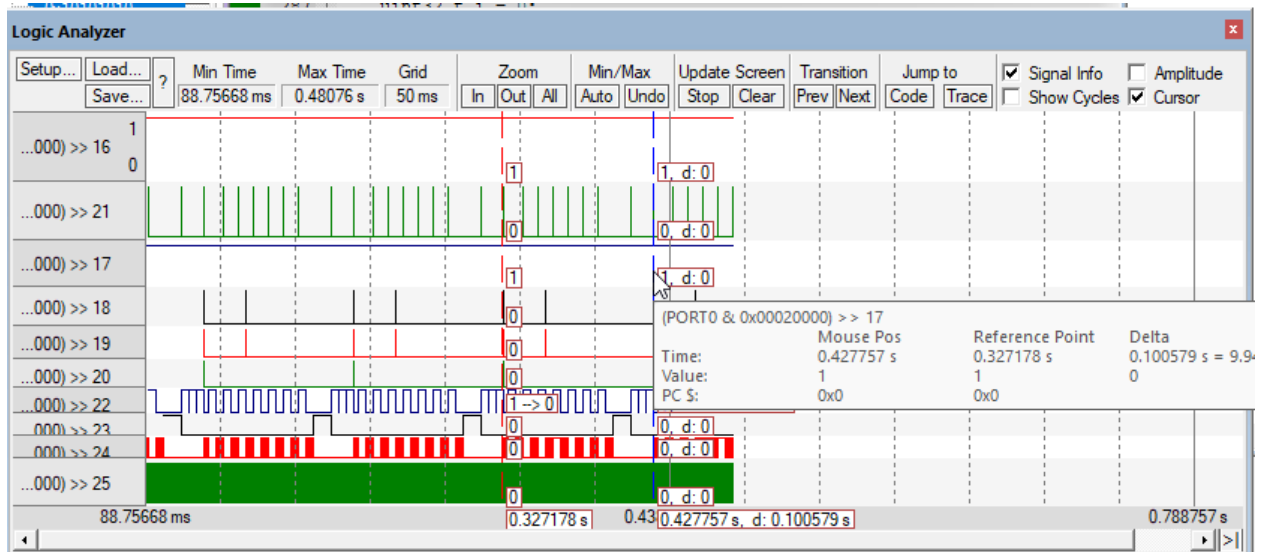 Logic Analyzer
Setup... Load... ? Min Time Max Time Grid Zoom Min/Max Update Screen Transition Jump to Signal Info Amplitude
Save... 88.75668 ms 0.48076 s 50 ms In Out All Auto Undo Stop Clear Prev Next Code Trace Show Cycles Cursor
1
...000) >> 16
0
1 1, d: 0
...000) >> 21
0 0, d: 0
...000) >> 17
1 1, d: 0
...000) >> 18
0
(PORT0 & 0x00020000) >> 17
Mouse Pos Reference Point Delta
...000) >> 19
0
Time: 0.427757 s 0.327178 s 0.100579 s = 9.94
...000) >> 20
0
Value: 1 1 0
PC $: 0x0 0x0
...000) >> 22
1 --> 0
...000) >> 23
0 0, d: 0
000) >> 24
0 0, d: 0
...000) >> 25
0 0, d: 0
88.75668 ms 0.327178 s 0.43 0.427757 s, d: 0.100579 s 0.788757 s